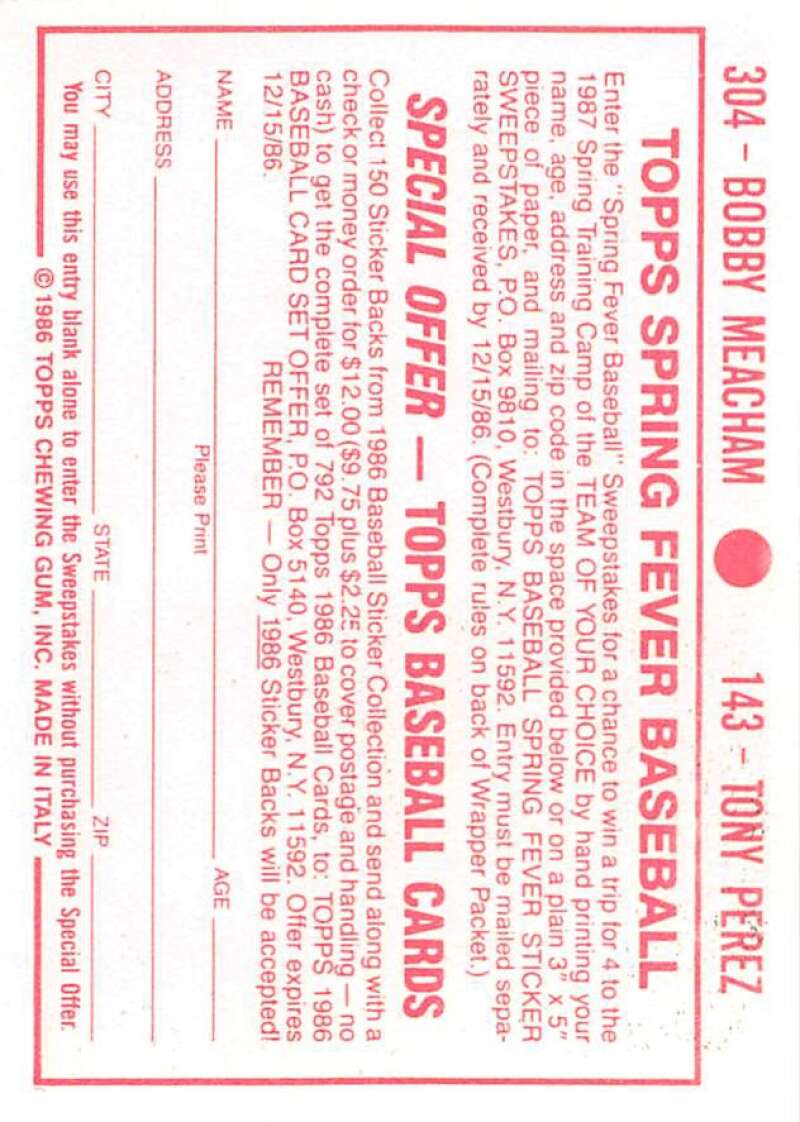 304 - BOBBY MEACHAM ● 143 - TONY PEREZ
TOPPS SPRING FEVER BASEBALL
Enter the "Spring Fever Baseball" Sweepstakes for a chance to win a trip for 4 to the
1987 Spring Training Camp of the TEAM OF YOUR CHOICE by hand printing your
name, age, address and zip code in the space provided below or on a plain 3" x 5"
piece of paper, and mailing to: TOPPS BASEBALL SPRING FEVER STICKER
SWEEPSTAKES, P.O. Box 9810, Westbury, N.Y. 11592. Entry must be mailed sepa-
rately and received by 12/15/86. (Complete rules on back of Wrapper Packet.)
SPECIAL OFFER — TOPPS BASEBALL CARDS
Collect 150 Sticker Backs from 1986 Baseball Sticker Collection and send along with a
check or money order for $12.00 ($9.75 plus $2.25 to cover postage and handling — no
cash) to get the complete set of 792 Topps 1986 Baseball Cards, to: TOPPS 1986
BASEBALL CARD SET OFFER, P.O. Box 5140, Westbury, N.Y. 11592. Offer expires
12/15/86. REMEMBER — Only 1986 Sticker Backs will be accepted!
Please Print
NAME AGE
ADDRESS
CITY STATE ZIP
You may use this entry blank alone to enter the Sweepstakes without purchasing the Special Offer.
© 1986 TOPPS CHEWING GUM, INC. MADE IN ITALY